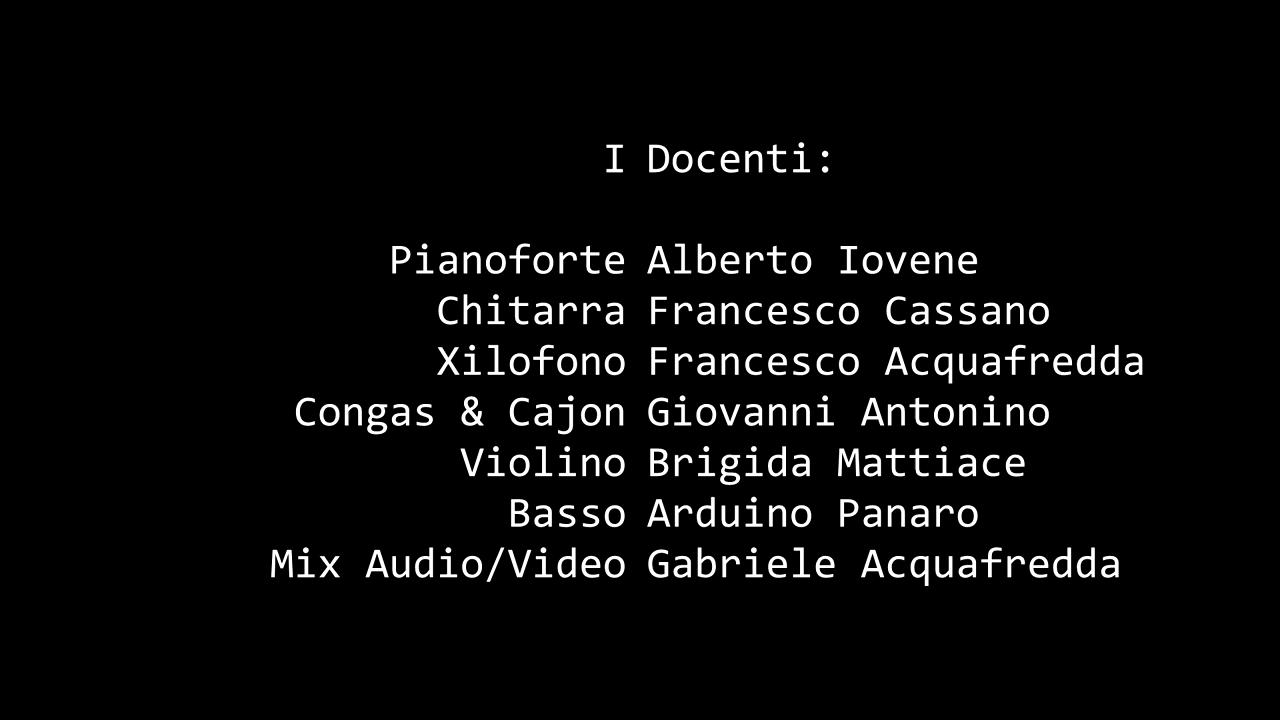 I Docenti:
Pianoforte Alberto Iovene
Chitarra Francesco Cassano
Xilofono Francesco Acquafredda
Congas & Cajon Giovanni Antonino
Violino Brigida Mattiace
Basso Arduino Panaro
Mix Audio/Video Gabriele Acquafredda